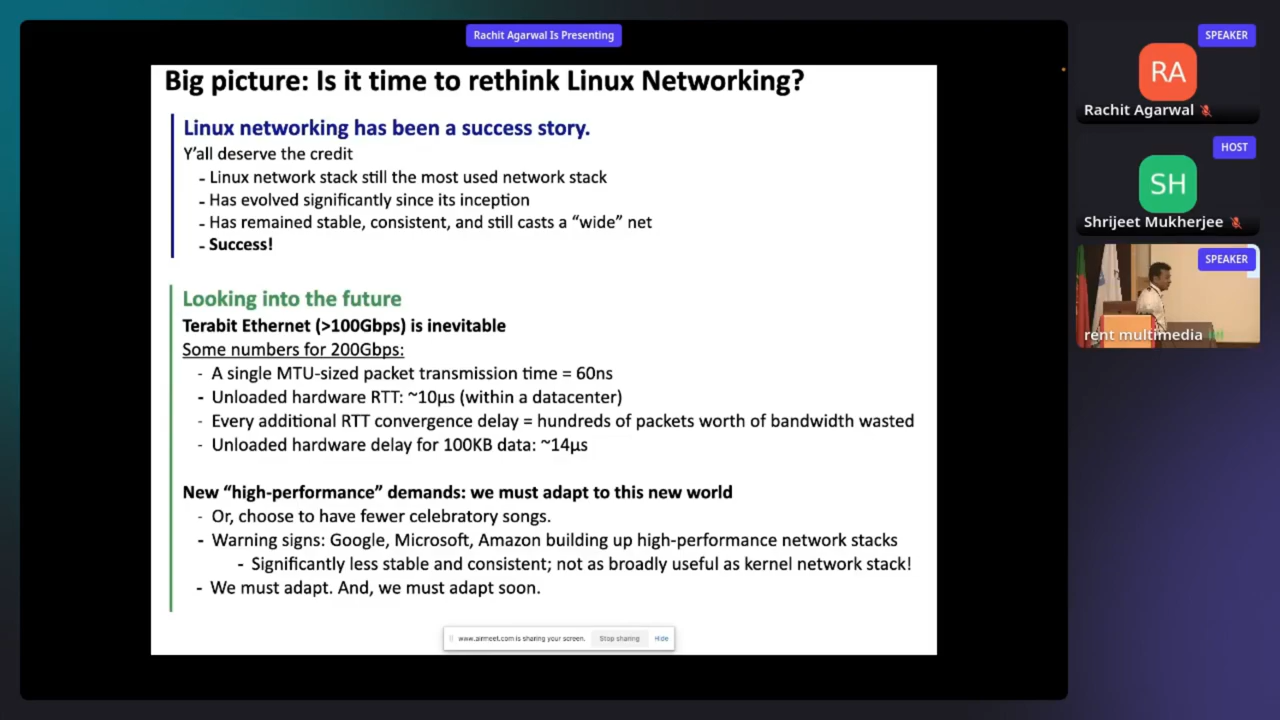 Rachit Agarwal Is Presenting
Big picture: Is it time to rethink Linux Networking?
Linux networking has been a success story.
Y'all deserve the credit
- Linux network stack still the most used network stack
- Has evolved significantly since its inception
- Has remained stable, consistent, and still casts a “wide” net
- Success!
Looking into the future
Terabit Ethernet (>100Gbps) is inevitable
Some numbers for 200Gbps:
- A single MTU-sized packet transmission time = 60ns
- Unloaded hardware RTT: ~10µs (within a datacenter)
- Every additional RTT convergence delay = hundreds of packets worth of bandwidth wasted
- Unloaded hardware delay for 100KB data: ~14µs
New “high-performance” demands: we must adapt to this new world
- Or, choose to have fewer celebratory songs.
- Warning signs: Google, Microsoft, Amazon building up high-performance network stacks
- Significantly less stable and consistent; not as broadly useful as kernel network stack!
- We must adapt. And, we must adapt soon.
www.airmeet.com is sharing your screen. Stop sharing Hide
SPEAKER
RA
Rachit Agarwal
HOST
SH
Shrijeet Mukherjee
SPEAKER
rent multimedia